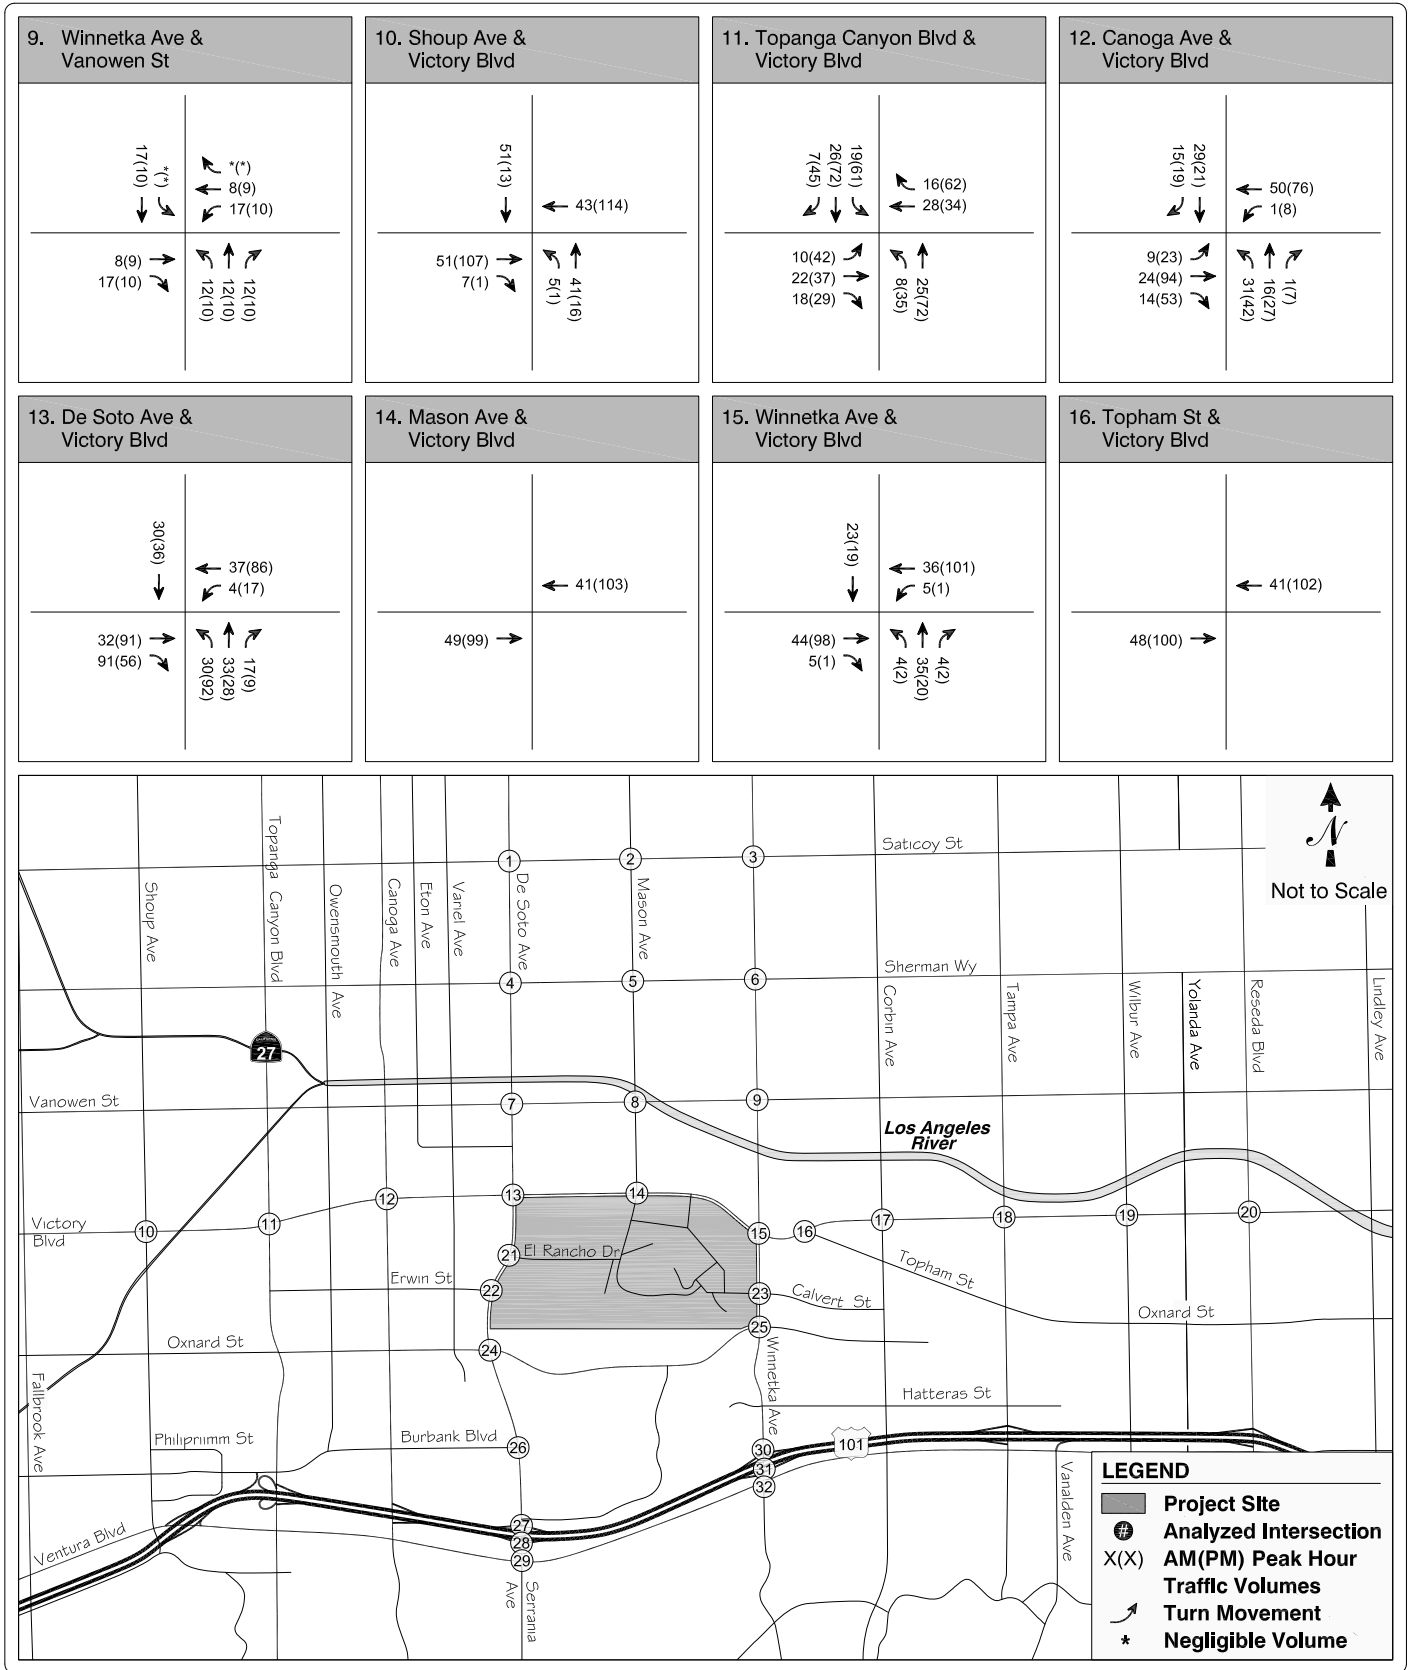 9. Winnetka Ave &
Vanowen St
17(10)
*(*)
*(*)
8(9)
17(10)
8(9)
17(10)
12(10)
12(10)
12(10)
10. Shoup Ave &
Victory Blvd
51(13)
43(114)
51(107)
7(1)
5(1)
41(16)
11. Topanga Canyon Blvd &
Victory Blvd
7(45)
26(72)
19(61)
16(62)
28(34)
10(42)
22(37)
18(29)
8(35)
25(72)
12. Canoga Ave &
Victory Blvd
15(19)
29(21)
50(76)
1(8)
9(23)
24(94)
14(53)
31(42)
16(27)
1(7)
13. De Soto Ave &
Victory Blvd
30(36)
37(86)
4(17)
32(91)
91(56)
30(92)
33(28)
17(9)
14. Mason Ave &
Victory Blvd
41(103)
49(99)
15. Winnetka Ave &
Victory Blvd
23(19)
36(101)
5(1)
44(98)
5(1)
4(2)
35(20)
4(2)
16. Topham St &
Victory Blvd
41(102)
48(100)
N
Not to Scale
Saticoy St
1
2
3
Shoup Ave
Topanga Canyon Blvd
Owensmouth Ave
Canoga Ave
Eton Ave
Variel Ave
De Soto Ave
Mason Ave
Sherman Wy
4
5
6
Corbin Ave
Tampa Ave
Wilbur Ave
Yolanda Ave
Reseda Blvd
Lindley Ave
27
Vanowen St
7
8
9
Los Angeles
River
Victory
Blvd
10
11
12
13
14
15
16
17
18
19
20
21
El Rancho Dr
Topham St
Erwin St
22
23
Calvert St
Oxnard St
Oxnard St
24
25
Winnetka Ave
Fallbrook Ave
Hatteras St
Philiprimm St
Burbank Blvd
26
30
101
31
32
Vanalden Ave
Ventura Blvd
27
28
29
Serrania
Ave
LEGEND
Project SIte
# Analyzed Intersection
X(X) AM(PM) Peak Hour
Traffic Volumes
Turn Movement
* Negligible Volume